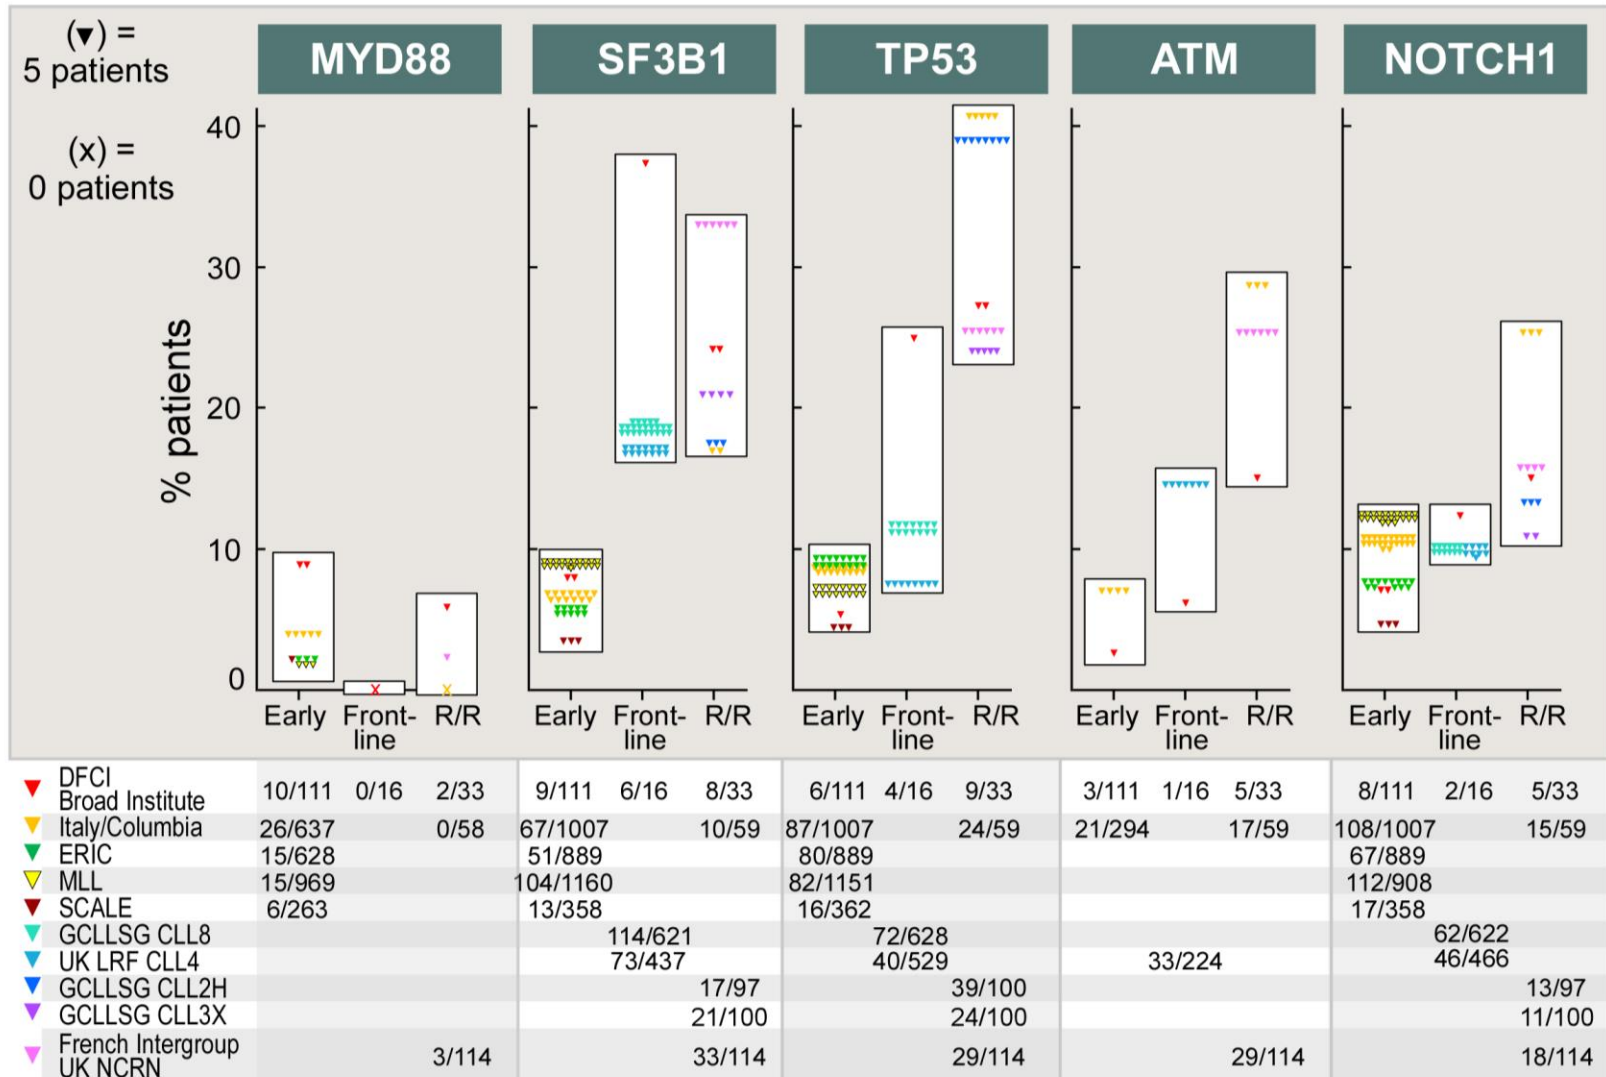 (▼) =
5 patients
(x) =
0 patients
MYD88 SF3B1 TP53 ATM NOTCH1
% patients
40
30
20
10
0
Early Front-line R/R Early Front-line R/R Early Front-line R/R Early Front-line R/R Early Front-line R/R
DFCI
Broad Institute 10/111 0/16 2/33 9/111 6/16 8/33 6/111 4/16 9/33 3/111 1/16 5/33 8/111 2/16 5/33
Italy/Columbia 26/637 0/58 67/1007 10/59 87/1007 24/59 21/294 17/59 108/1007 15/59
ERIC 15/628 51/889 80/889 67/889
MLL 15/969 104/1160 82/1151 112/908
SCALE 6/263 13/358 16/362 17/358
GCLLSG CLL8 114/621 72/628 62/622
UK LRF CLL4 73/437 40/529 33/224 46/466
GCLLSG CLL2H 17/97 39/100 13/97
GCLLSG CLL3X 21/100 24/100 11/100
French Intergroup
UK NCRN 3/114 33/114 29/114 29/114 18/114